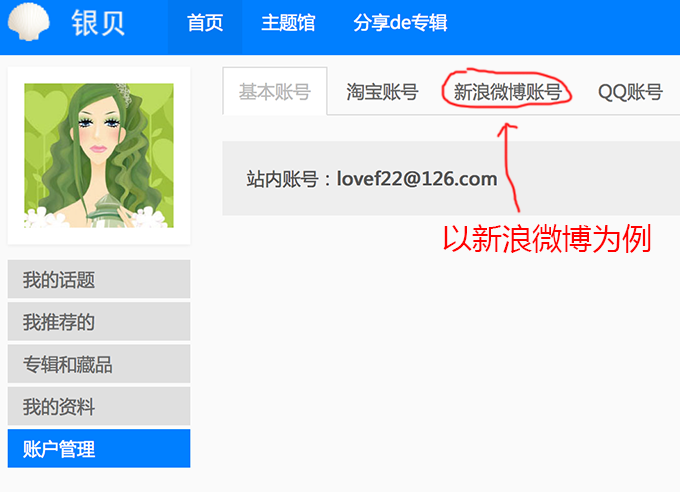 银贝 首页 主题馆 分享de专辑
基本账号 淘宝账号 新浪微博账号 QQ账号
站内账号：lovef22@126.com
以新浪微博为例
我的话题
我推荐的
专辑和藏品
我的资料
账户管理